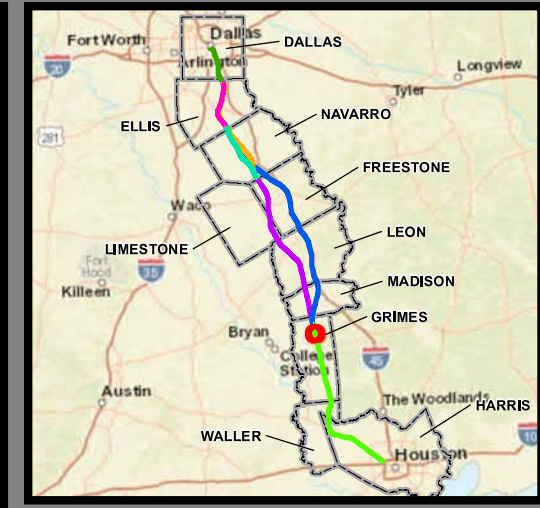 Dallas
Fort Worth
DALLAS
Arlington
Longview
20
Tyler
NAVARRO
ELLIS
281
FREESTONE
Waco
LEON
LIMESTONE
Fort
Hood
35
MADISON
Killeen
GRIMES
Bryan
College
Station
45
Austin
The Woodlands
HARRIS
WALLER
10
Houston